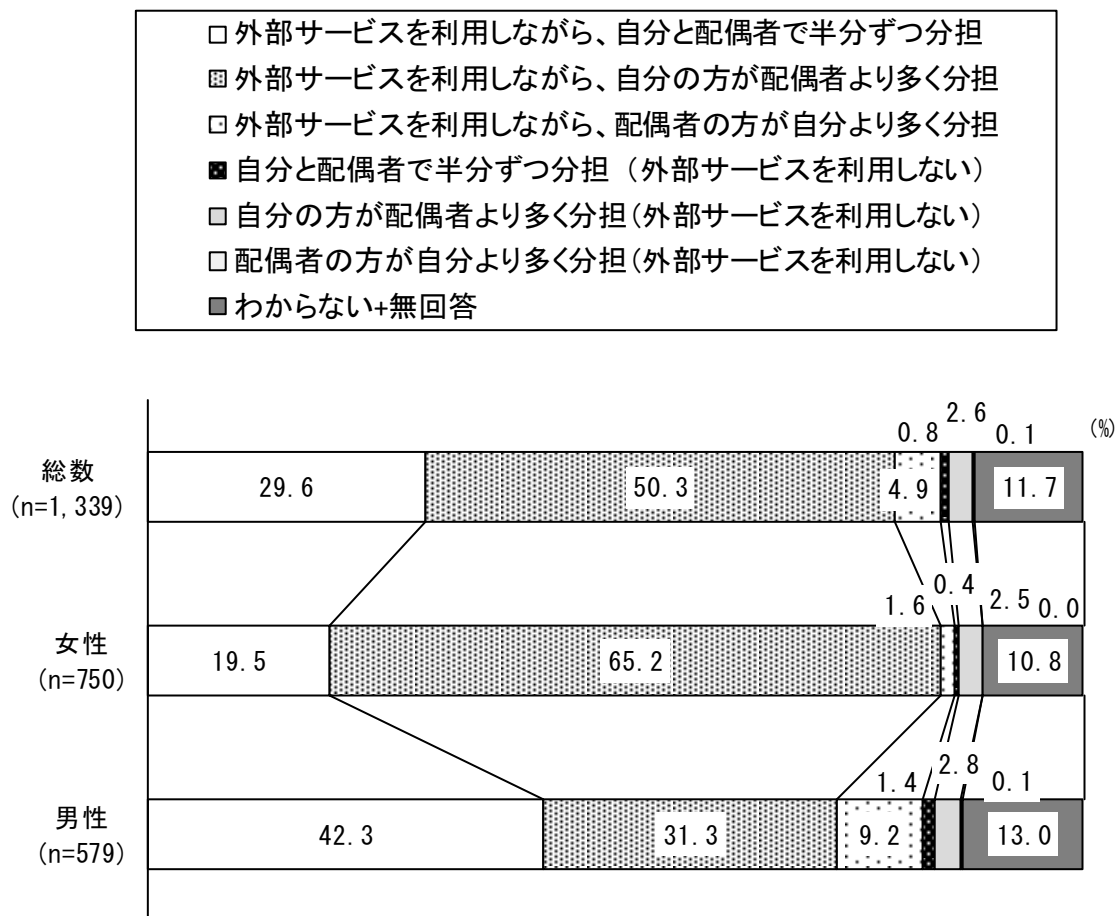 外部サービスを利用しながら、自分と配偶者で半分ずつ分担
外部サービスを利用しながら、自分の方が配偶者より多く分担
外部サービスを利用しながら、配偶者の方が自分より多く分担
自分と配偶者で半分ずつ分担（外部サービスを利用しない）
自分の方が配偶者より多く分担(外部サービスを利用しない)
配偶者の方が自分より多く分担(外部サービスを利用しない)
わからない+無回答
(%)
総数
(n=1,339)
29.6
50.3
4.9
0.8
2.6
0.1
11.7
女性
(n=750)
19.5
65.2
1.6
0.4
2.5
0.0
10.8
男性
(n=579)
42.3
31.3
9.2
1.4
2.8
0.1
13.0